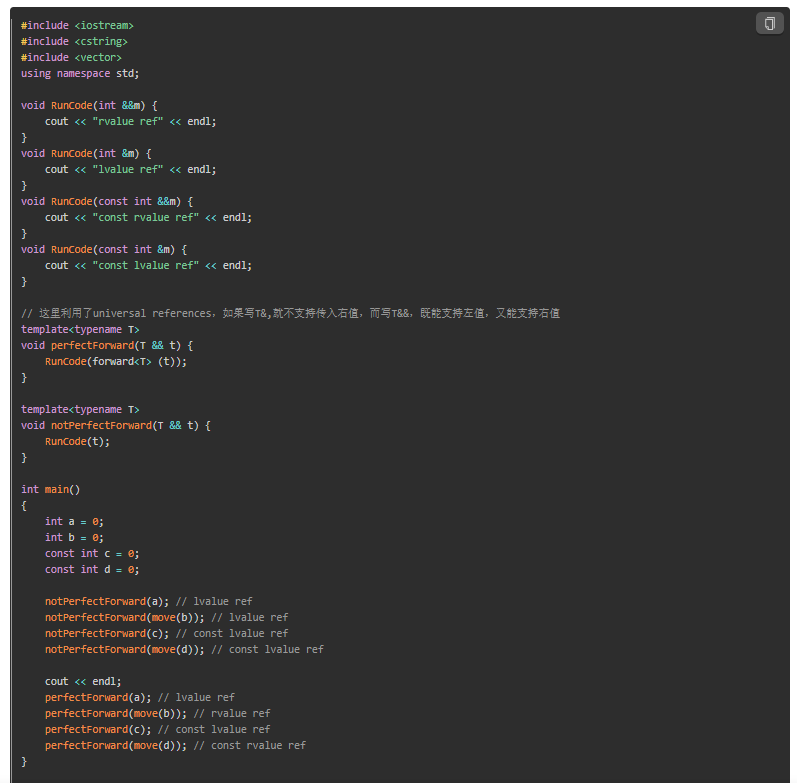 #include <iostream>
#include <cstring>
#include <vector>
using namespace std;

void RunCode(int &&m) {
    cout << "rvalue ref" << endl;
}
void RunCode(int &m) {
    cout << "lvalue ref" << endl;
}
void RunCode(const int &&m) {
    cout << "const rvalue ref" << endl;
}
void RunCode(const int &m) {
    cout << "const lvalue ref" << endl;
}

// 这里利用了universal references，如果写T&,就不支持传入右值，而写T&&，既能支持左值，又能支持右值
template<typename T>
void perfectForward(T && t) {
    RunCode(forward<T> (t));
}

template<typename T>
void notPerfectForward(T && t) {
    RunCode(t);
}

int main()
{
    int a = 0;
    int b = 0;
    const int c = 0;
    const int d = 0;

    notPerfectForward(a); // lvalue ref
    notPerfectForward(move(b)); // lvalue ref
    notPerfectForward(c); // const lvalue ref
    notPerfectForward(move(d)); // const lvalue ref

    cout << endl;
    perfectForward(a); // lvalue ref
    perfectForward(move(b)); // rvalue ref
    perfectForward(c); // const lvalue ref
    perfectForward(move(d)); // const rvalue ref
}